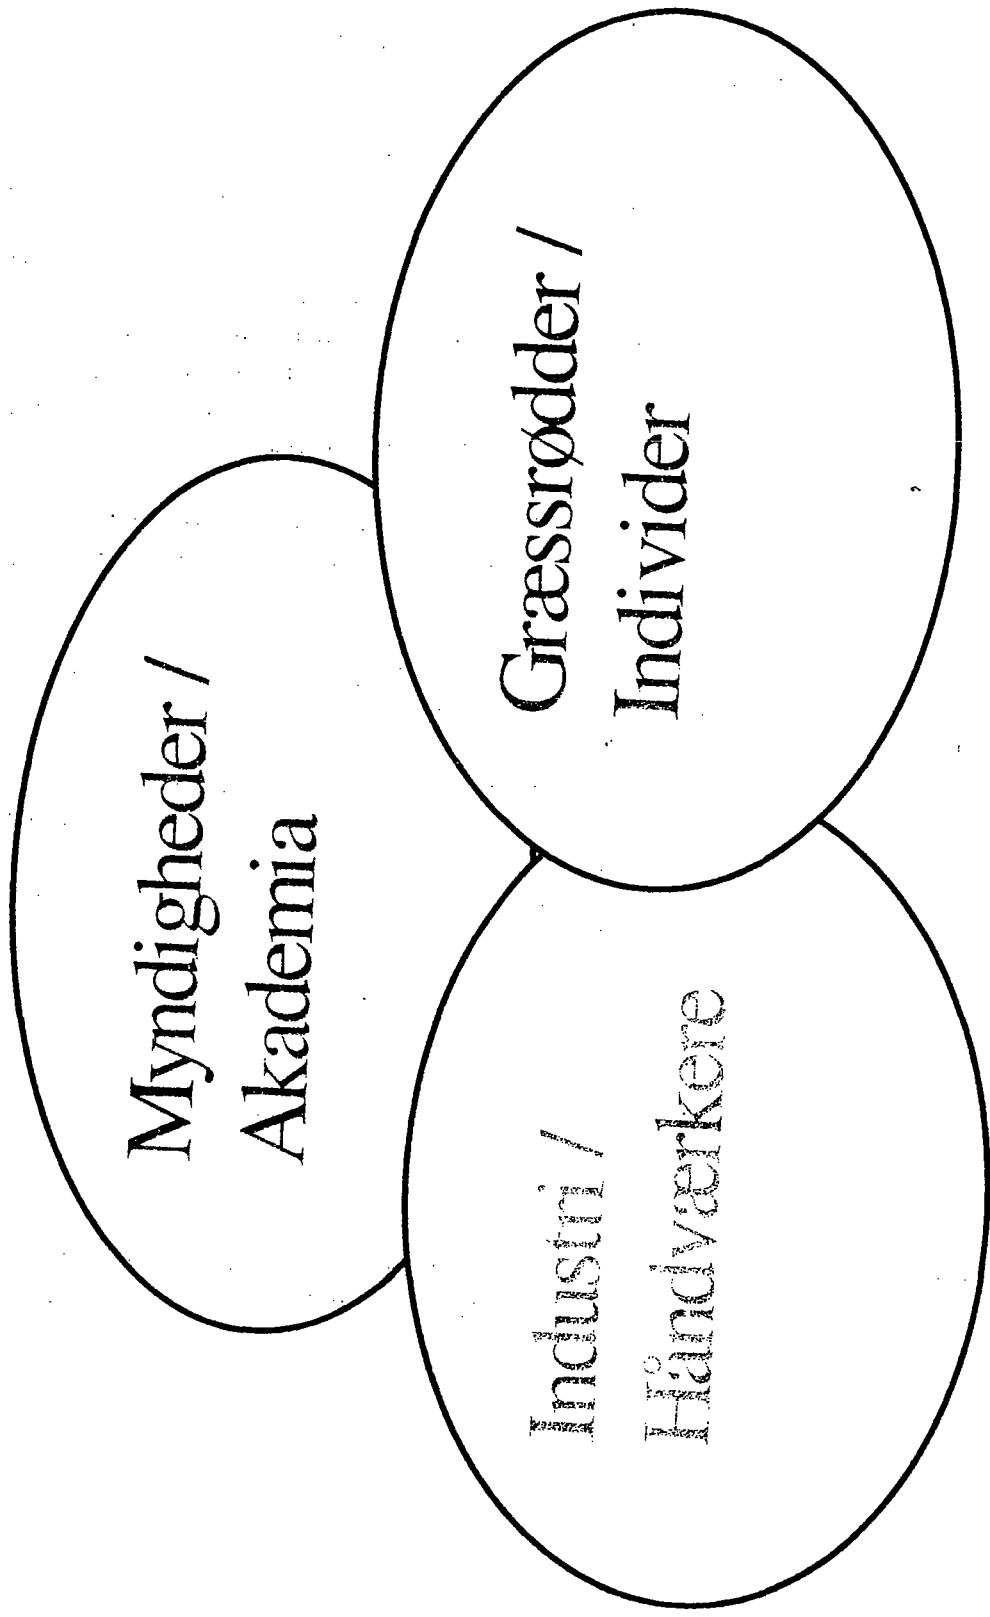 Myndigheder /
Akademia
Industri /
Håndværkere
Græssrødder /
Individer